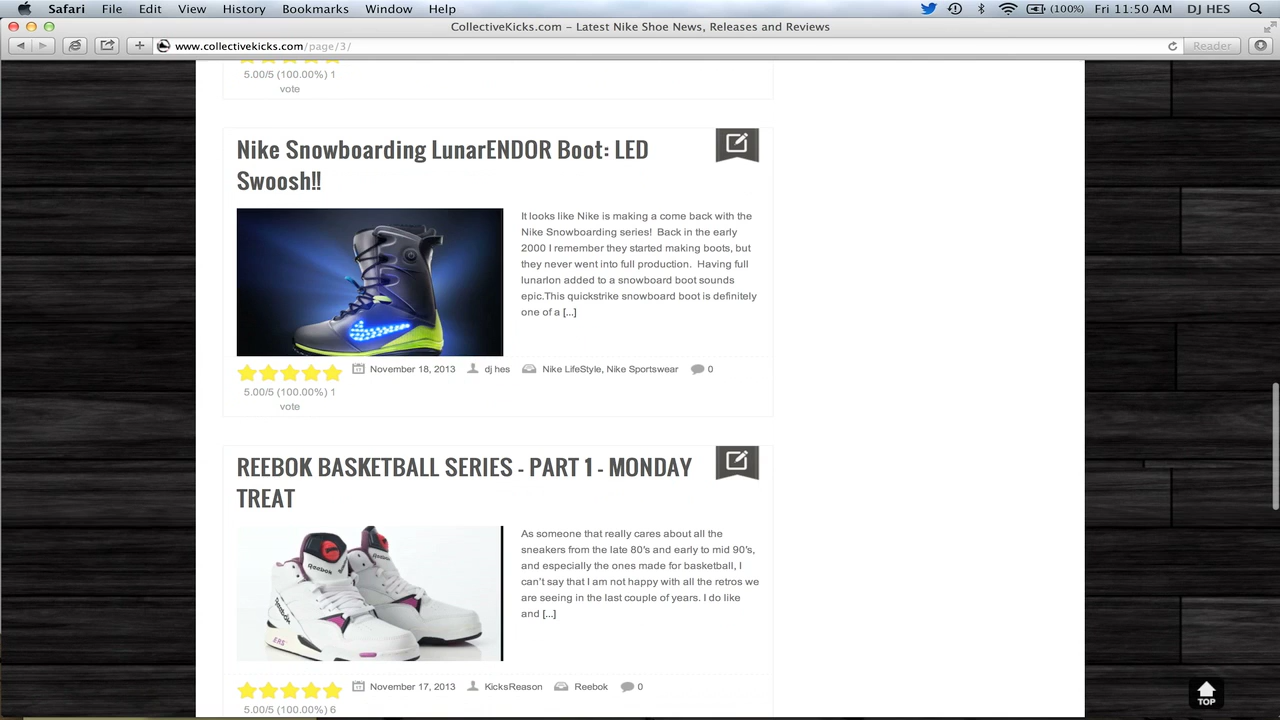 Safari File Edit View History Bookmarks Window Help (100%) Fri 11:50 AM DJ HES
CollectiveKicks.com – Latest Nike Shoe News, Releases and Reviews
www.collectivekicks.com/page/3/ Reader
5.00/5 (100.00%) 1
vote
Nike Snowboarding LunarENDOR Boot: LED
Swoosh!!
It looks like Nike is making a come back with the
Nike Snowboarding series! Back in the early
2000 I remember they started making boots, but
they never went into full production. Having full
lunarlon added to a snowboard boot sounds
epic.This quickstrike snowboard boot is definitely
one of a [...]
November 18, 2013 dj hes Nike LifeStyle, Nike Sportswear 0
5.00/5 (100.00%) 1
vote
REEBOK BASKETBALL SERIES - PART 1 - MONDAY
TREAT
Reebok
Reebok
ERS
As someone that really cares about all the
sneakers from the late 80's and early to mid 90's,
and especially the ones made for basketball, I
can't say that I am not happy with all the retros we
are seeing in the last couple of years. I do like
and [...]
November 17, 2013 KicksReason Reebok 0
5.00/5 (100.00%) 6
TOP